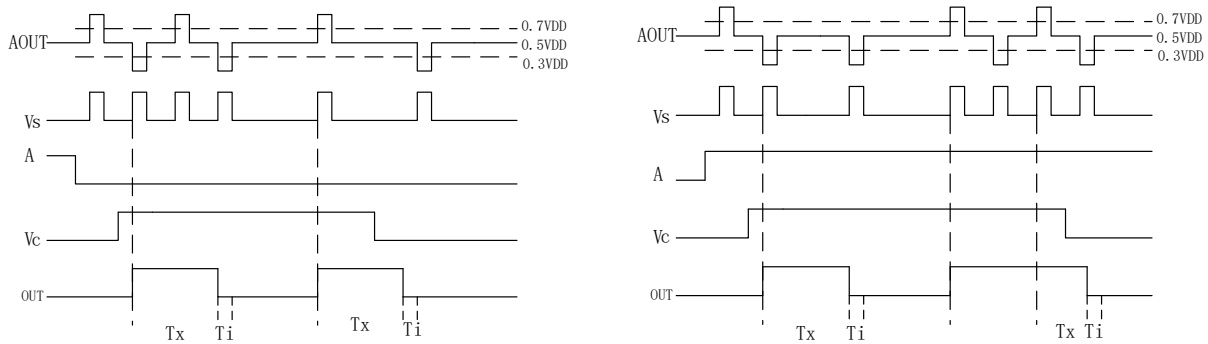 0.7VDD
AOUT
0.5VDD
0.3VDD
Vs
A
Vc
OUT
Tx
Ti
Tx
Ti
0.7VDD
AOUT
0.5VDD
0.3VDD
Vs
A
Vc
OUT
Tx
Ti
Tx
Ti